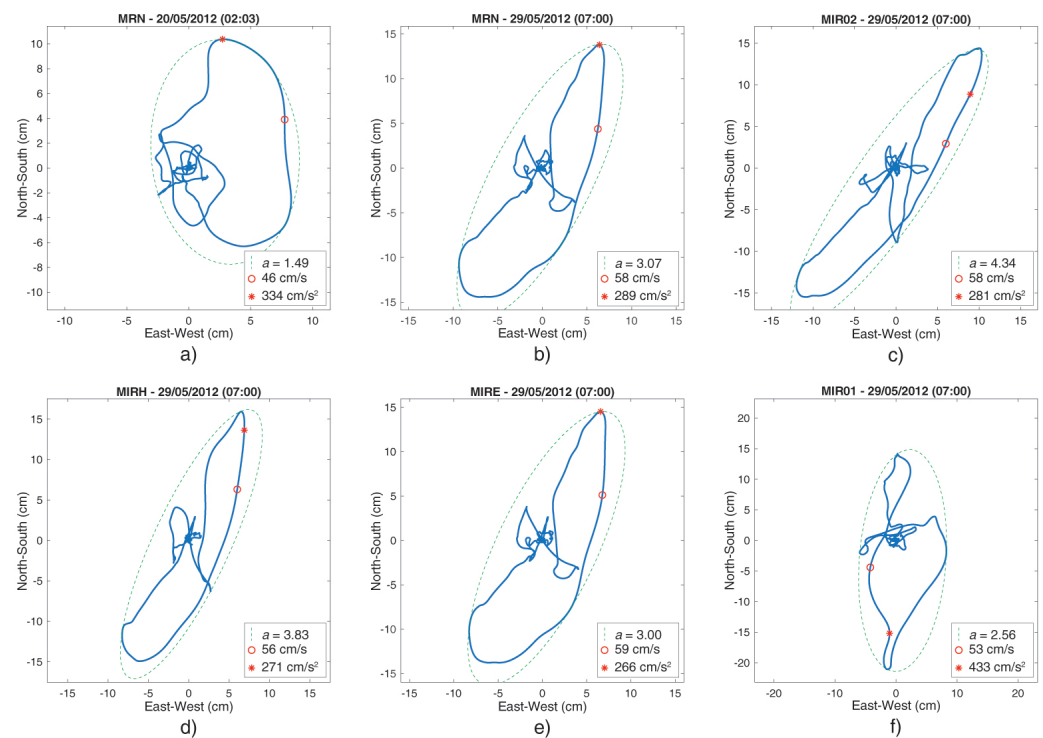 MRN - 20/05/2012 (02:03)
10
8
6
4
2
0
-2
-4
-6
-8
-10
North-South (cm)
a = 1.49
46 cm/s
334 cm/s²
-10 -5 0 5 10
East-West (cm)
a)
MRN - 29/05/2012 (07:00)
15
10
5
0
-5
-10
-15
North-South (cm)
a = 3.07
58 cm/s
289 cm/s²
-15 -10 -5 0 5 10 15
East-West (cm)
b)
MIR02 - 29/05/2012 (07:00)
15
10
5
0
-5
-10
-15
North-South (cm)
a = 4.34
58 cm/s
281 cm/s²
-15 -10 -5 0 5 10 15
East-West (cm)
c)
MIRH - 29/05/2012 (07:00)
15
10
5
0
-5
-10
-15
North-South (cm)
a = 3.83
56 cm/s
271 cm/s²
-15 -10 -5 0 5 10 15
East-West (cm)
d)
MIRE - 29/05/2012 (07:00)
15
10
5
0
-5
-10
-15
North-South (cm)
a = 3.00
59 cm/s
266 cm/s²
-15 -10 -5 0 5 10 15
East-West (cm)
e)
MIR01 - 29/05/2012 (07:00)
20
15
10
5
0
-5
-10
-15
-20
North-South (cm)
a = 2.56
53 cm/s
433 cm/s²
-20 -10 0 10 20
East-West (cm)
f)